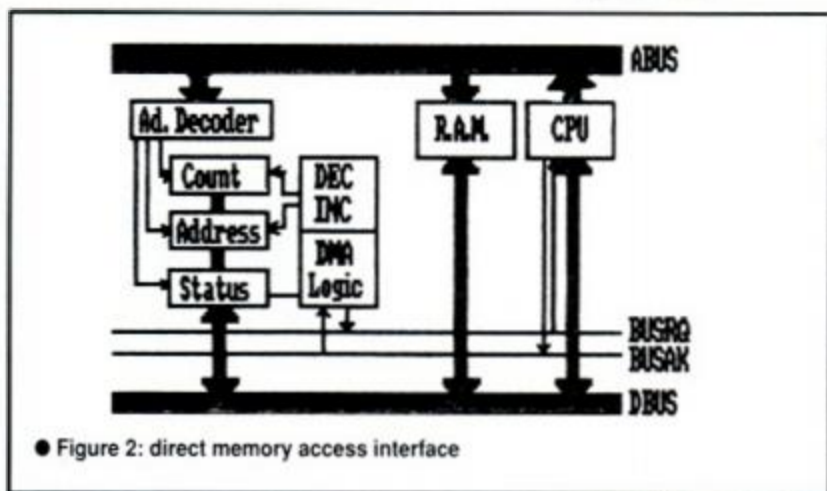 ABUS
Ad. Decoder
R.A.M.
CPU
Count
DEC
INC
Address
DMA
Logic
Status
BUSRQ
BUSAK
DBUS
● Figure 2: direct memory access interface